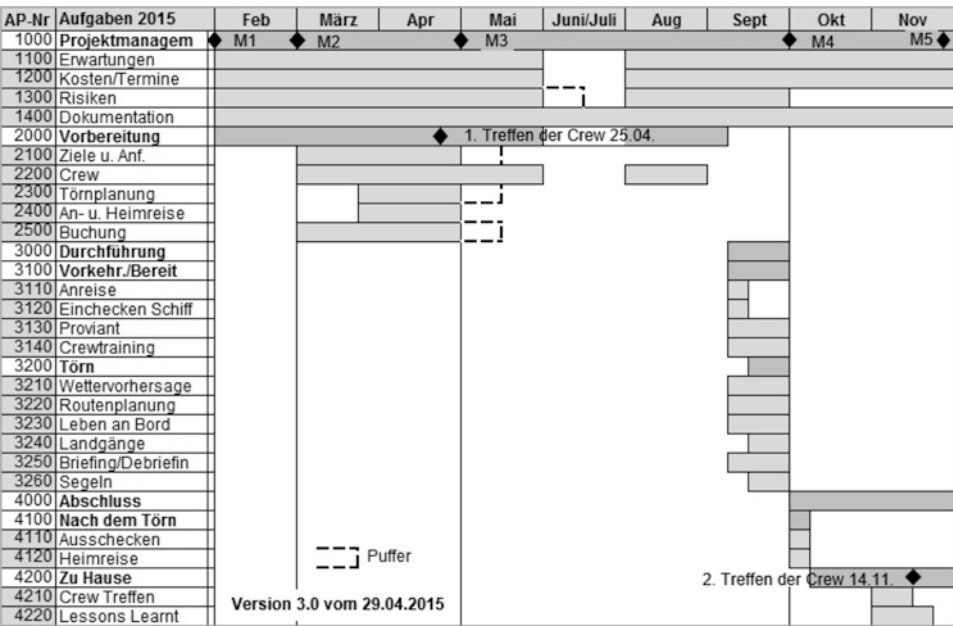 AP-Nr Aufgaben 2015 Feb März Apr Mai Juni/Juli Aug Sept Okt Nov
1000 Projektmanagem M1 M2 M3 M4 M5
1100 Erwartungen
1200 Kosten/Termine
1300 Risiken
1400 Dokumentation
2000 Vorbereitung 1. Treffen der Crew 25.04.
2100 Ziele u. Anf.
2200 Crew
2300 Törnplanung
2400 An- u. Heimreise
2500 Buchung
3000 Durchführung
3100 Vorkehr./Bereit
3110 Anreise
3120 Einchecken Schiff
3130 Proviant
3140 Crewtraining
3200 Törn
3210 Wettervorhersage
3220 Routenplanung
3230 Leben an Bord
3240 Landgänge
3250 Briefing/Debriefin
3260 Segeln
4000 Abschluss
4100 Nach dem Törn
4110 Ausschecken
4120 Heimreise Puffer
4200 Zu Hause 2. Treffen der Crew 14.11.
4210 Crew Treffen Version 3.0 vom 29.04.2015
4220 Lessons Learnt